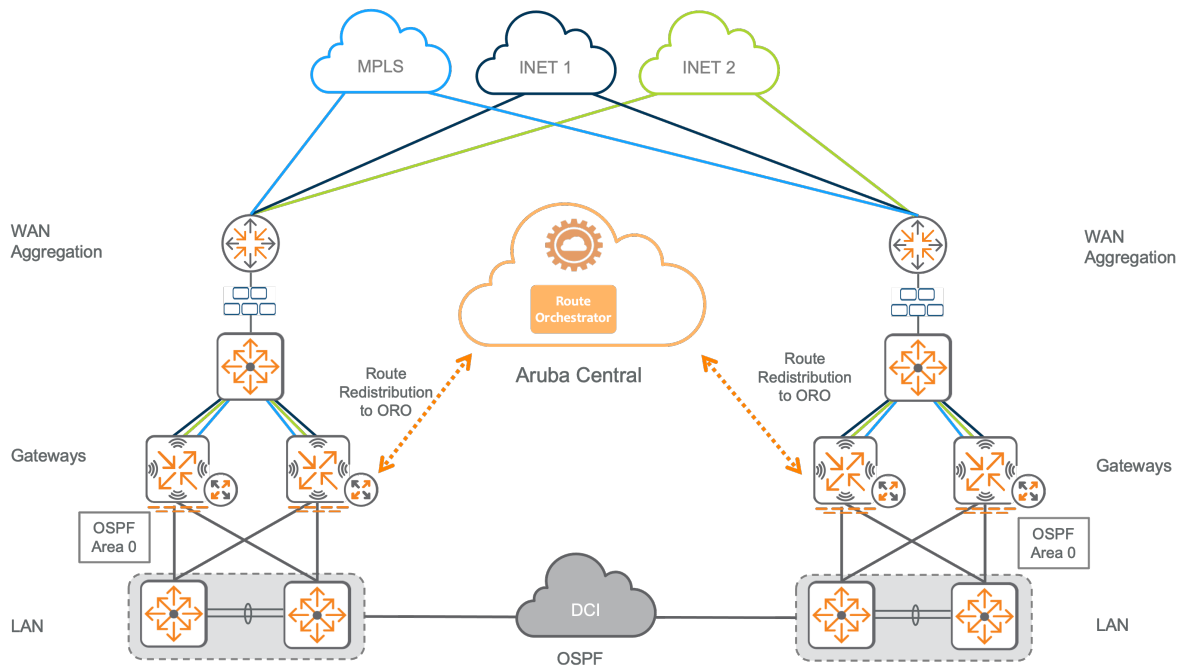 MPLS
INET 1
INET 2
WAN
Aggregation
WAN
Aggregation
Route
Orchestrator
Aruba Central
Route
Redistribution
to ORO
Route
Redistribution
to ORO
Gateways
Gateways
OSPF
Area 0
OSPF
Area 0
LAN
DCI
LAN
OSPF